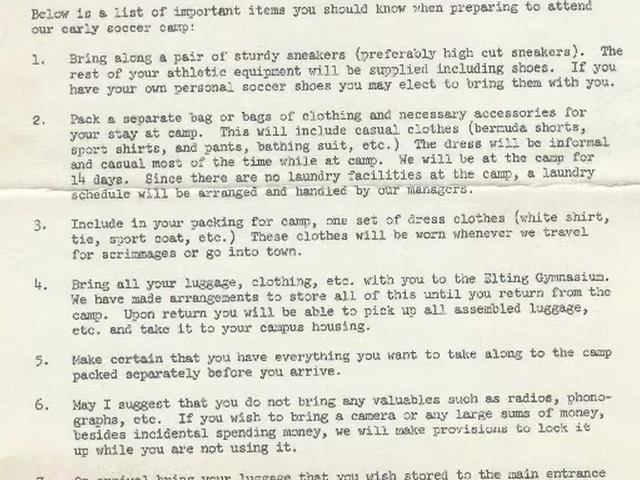 Below is a list of important items you should know when preparing to attend
our early soccer camp:
1. Bring along a pair of sturdy sneakers (preferably high cut sneakers). The
rest of your athletic equipment will be supplied including shoes. If you
have your own personal soccer shoes you may elect to bring them with you.
2. Pack a separate bag or bags of clothing and necessary accessories for
your stay at camp. This will include casual clothes (bermuda shorts,
sport shirts, and pants, bathing suit, etc.) The dress will be informal
and casual most of the time while at camp. We will be at the camp for
14 days. Since there are no laundry facilities at the camp, a laundry
schedule will be arranged and handled by our managers.
3. Include in your packing for camp, one set of dress clothes (white shirt,
tie, sport coat, etc.) These clothes will be worn whenever we travel
for scrimmages or go into town.
4. Bring all your luggage, clothing, etc. with you to the Elting Gymnasium.
We have made arrangements to store all of this until you return from the
camp. Upon return you will be able to pick up all assembled luggage,
etc. and take it to your campus housing.
5. Make certain that you have everything you want to take along to the camp
packed separately before you arrive.
6. May I suggest that you do not bring any valuables such as radios, phono-
graphs, etc. If you wish to bring a camera or any large sums of money,
besides incidental spending money, we will make provisions to lock it
up while you are not using it.
7. On arrival bring your luggage that you wish stored to the main entrance